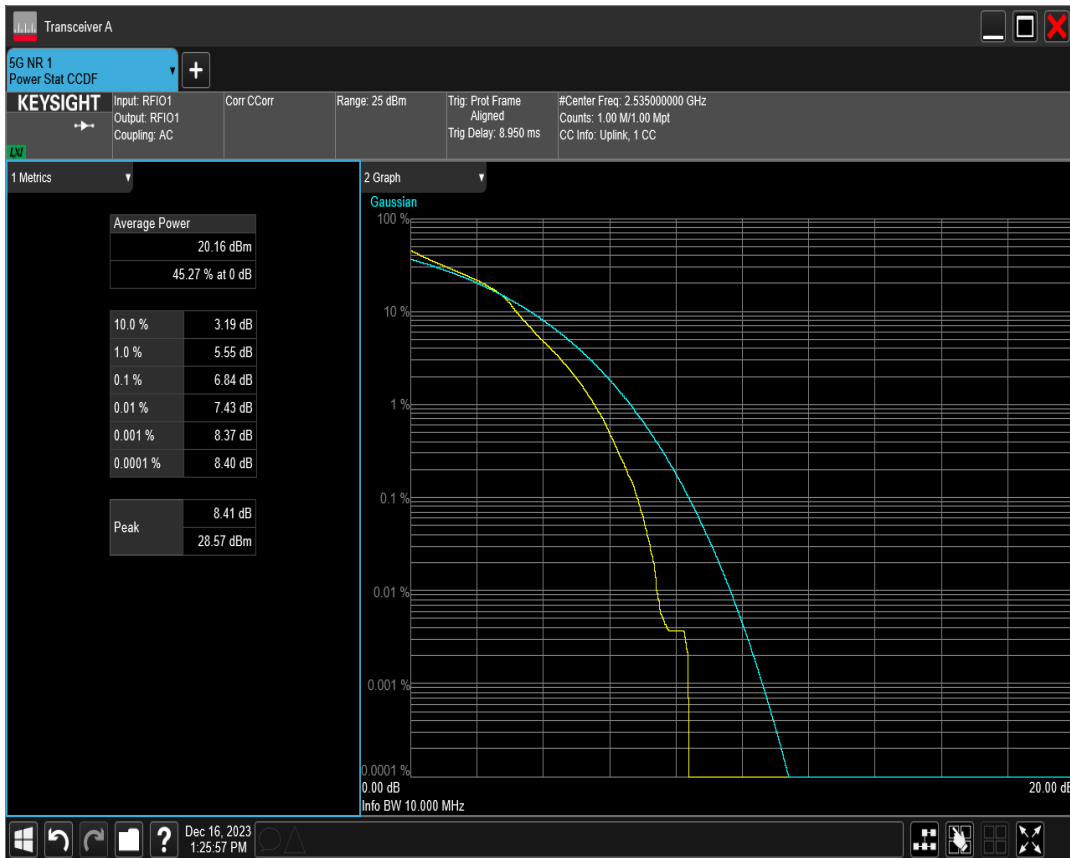 Transceiver A
5G NR 1
Power Stat CCDF
KEYSIGHT
LXI
Input: RFIO1
Output: RFIO1
Coupling: AC
Corr CCorr
Range: 25 dBm
Trig: Prot Frame
Aligned
Trig Delay: 8.950 ms
#Center Freq: 2.535000000 GHz
Counts: 1.00 M/1.00 Mpt
CC Info: Uplink, 1 CC
1 Metrics
Average Power
20.16 dBm
45.27 % at 0 dB
10.0 % 3.19 dB
1.0 % 5.55 dB
0.1 % 6.84 dB
0.01 % 7.43 dB
0.001 % 8.37 dB
0.0001 % 8.40 dB
Peak 8.41 dB
28.57 dBm
2 Graph
Gaussian
100 %
10 %
1 %
0.1 %
0.01 %
0.001 %
0.0001 %
0.00 dB 20.00 dB
Info BW 10.000 MHz
Dec 16, 2023
1:25:57 PM